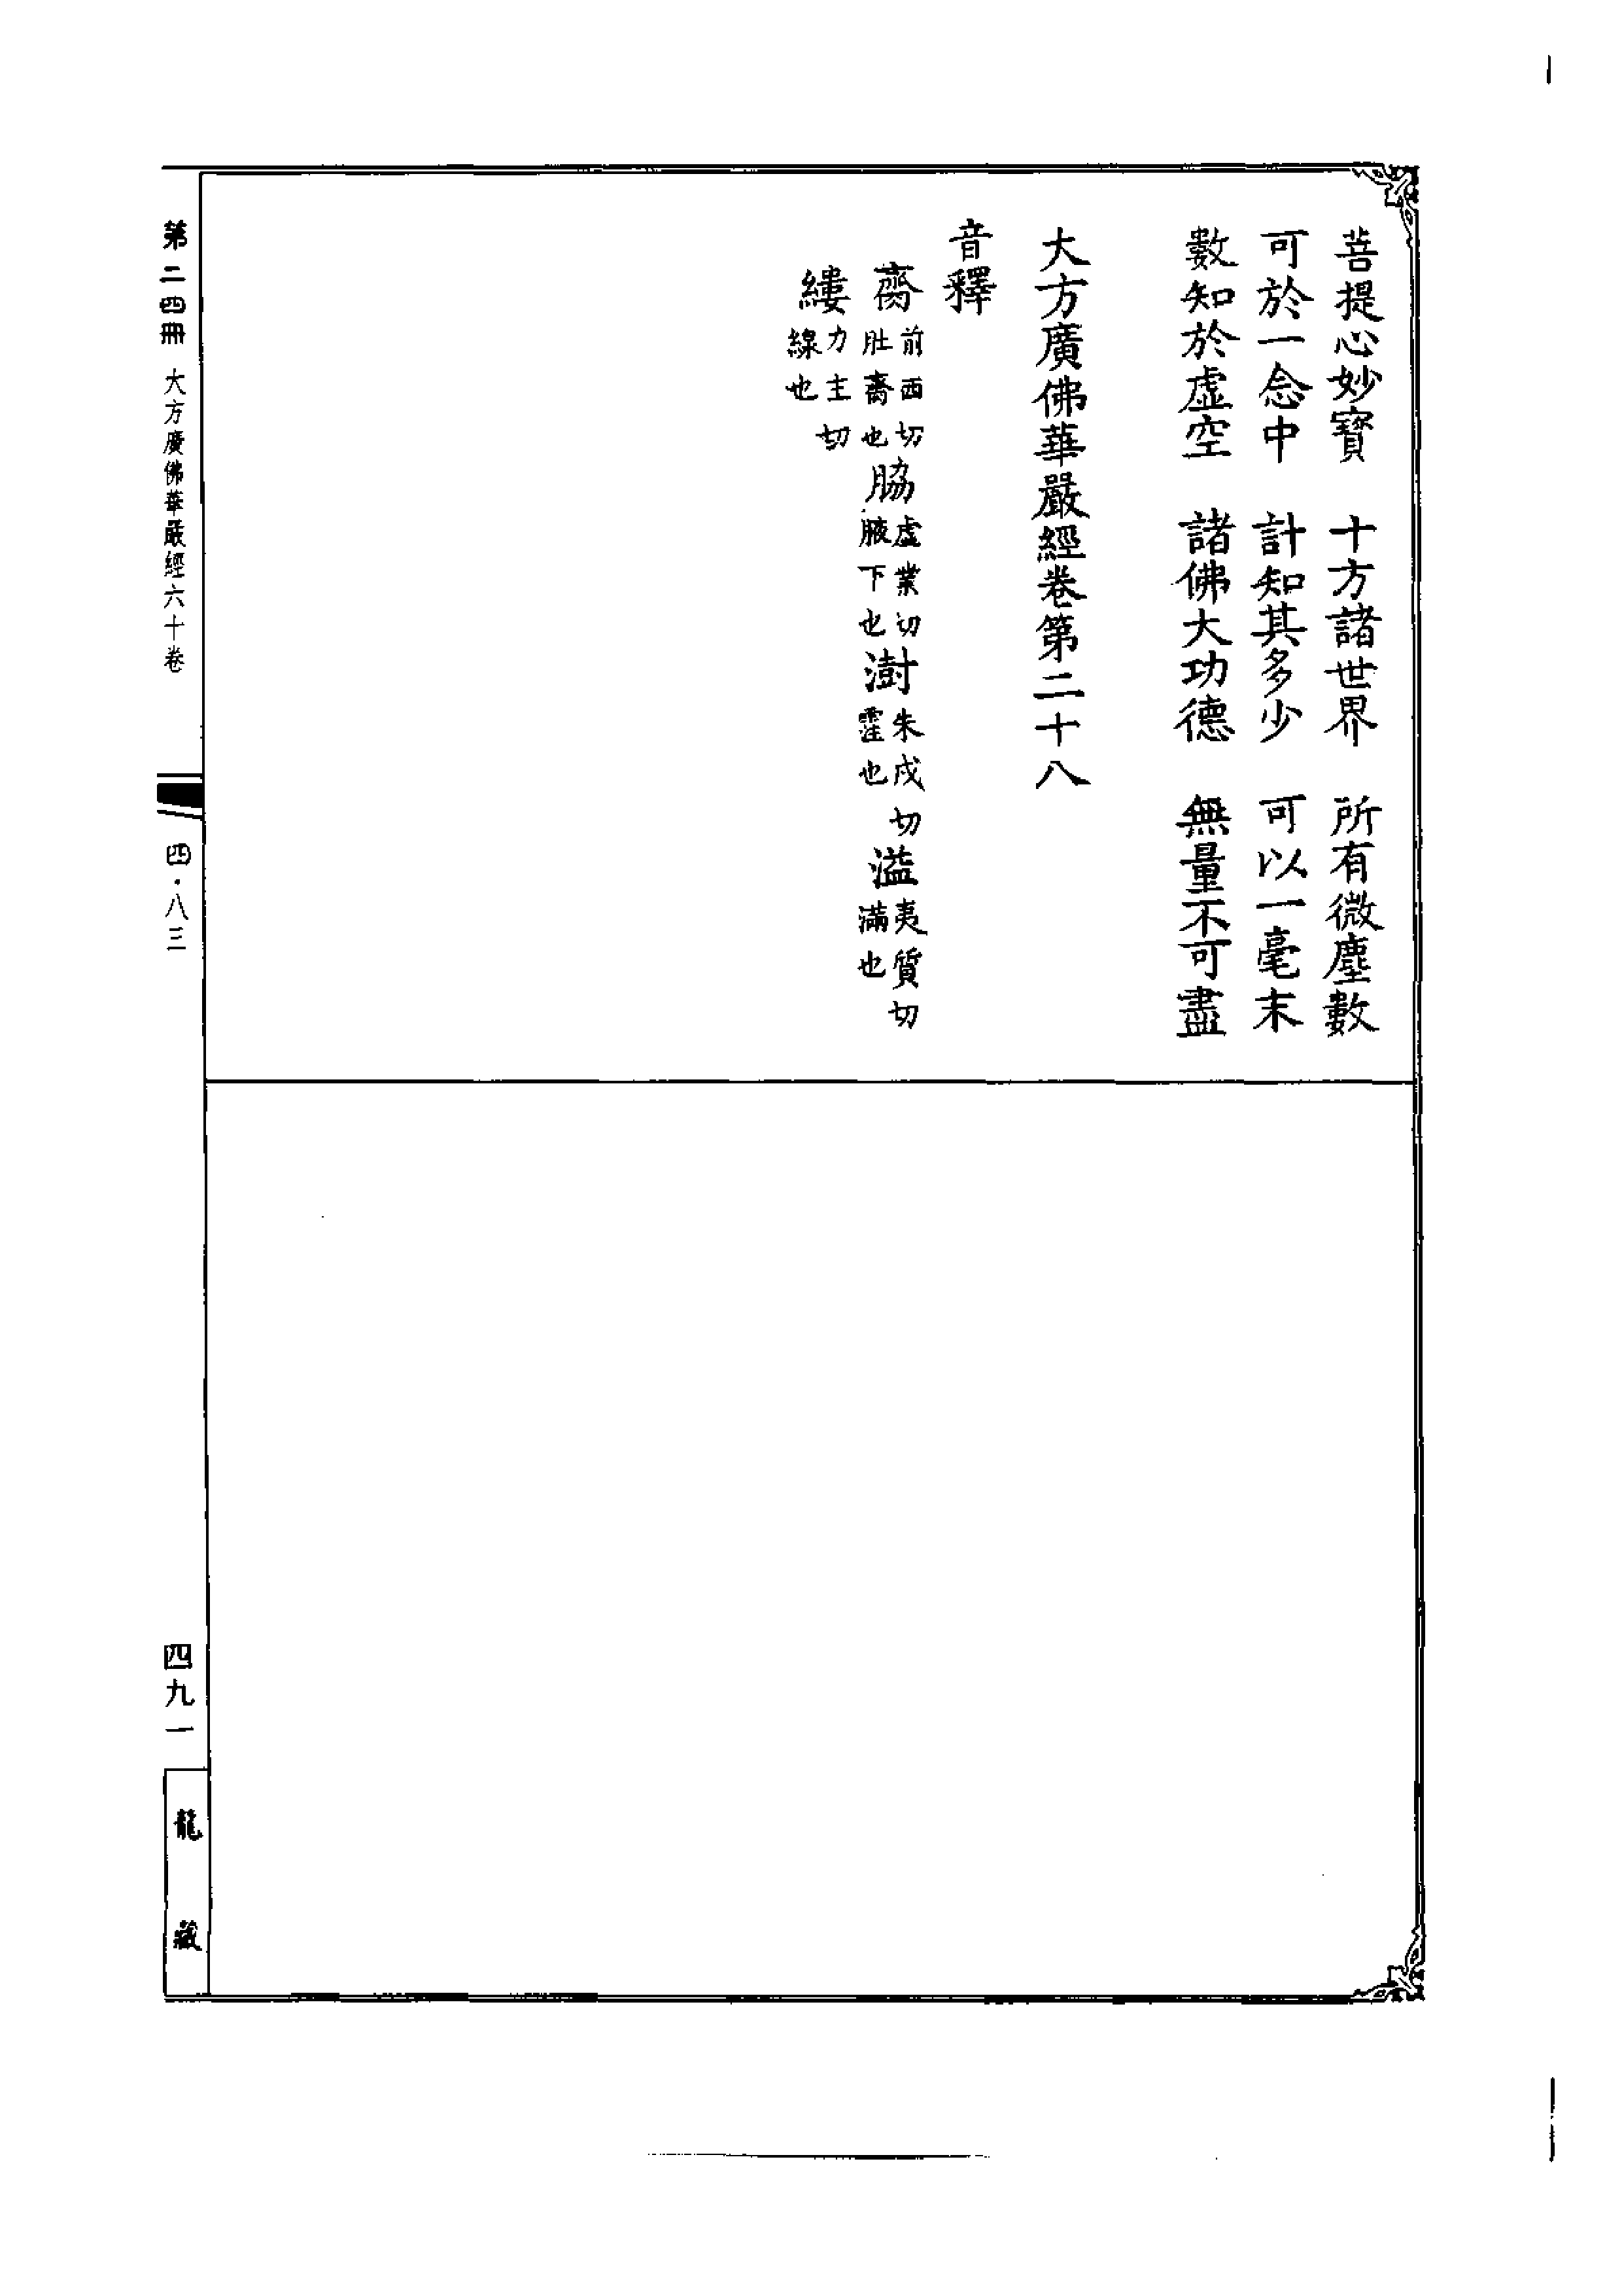 菩提心妙寶　十方諸世界　所有微塵數
可於一念中　計知其多少　可以一毫末
數知於虛空　諸佛大功德　無量不可盡
大方廣佛華嚴經卷第二十八
音釋
臍前西切肚臍也脇虛業切腋下也澍朱戍切霔也溢夷質切滿也
縷力主切線也
第二四冊　大方廣佛華嚴經六十卷　四·八三　四九一　龍藏